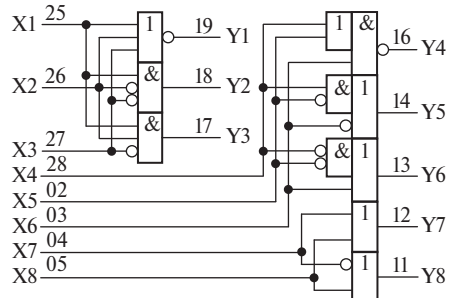 X1 25 1 19 Y1
X2 26 & 18 Y2
X3 27 & 17 Y3
X4 28
X5 02
X6 03
X7 04
X8 05
1 & 16 Y4
& 1 14 Y5
& 1 13 Y6
1 12 Y7
1 11 Y8